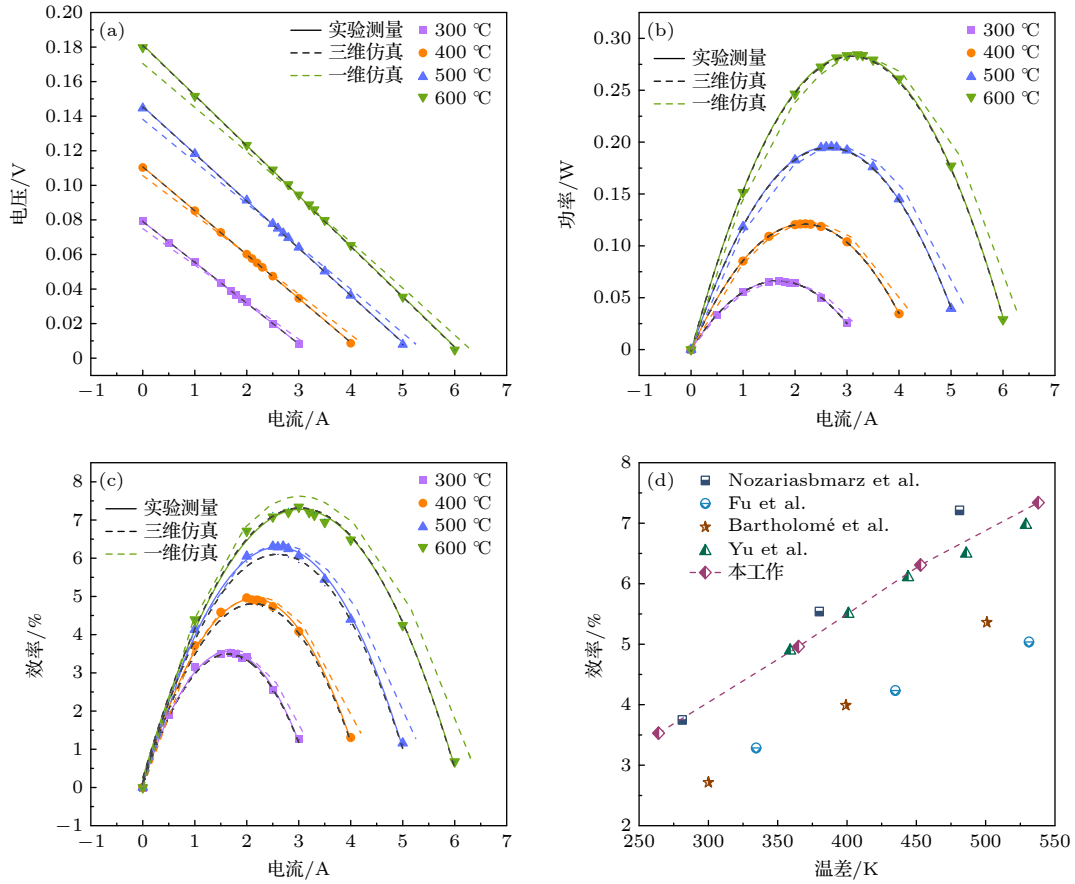 (a)
实验测量
三维仿真
一维仿真
300 ℃
400 ℃
500 ℃
600 ℃
0.20
0.18
0.16
0.14
0.12
0.10
0.08
0.06
0.04
0.02
0
电压/V
−1 0 1 2 3 4 5 6 7
电流/A
(b)
实验测量
三维仿真
一维仿真
300 ℃
400 ℃
500 ℃
600 ℃
0.30
0.25
0.20
0.15
0.10
0.05
0
功率/W
−1 0 1 2 3 4 5 6 7
电流/A
(c)
实验测量
三维仿真
一维仿真
300 ℃
400 ℃
500 ℃
600 ℃
8
7
6
5
4
3
2
1
0
−1
效率/%
−1 0 1 2 3 4 5 6 7
电流/A
(d)
Nozariasbmarz et al.
Fu et al.
Bartholomé et al.
Yu et al.
本工作
8
7
6
5
4
3
2
效率/%
250 300 350 400 450 500 550
温差/K